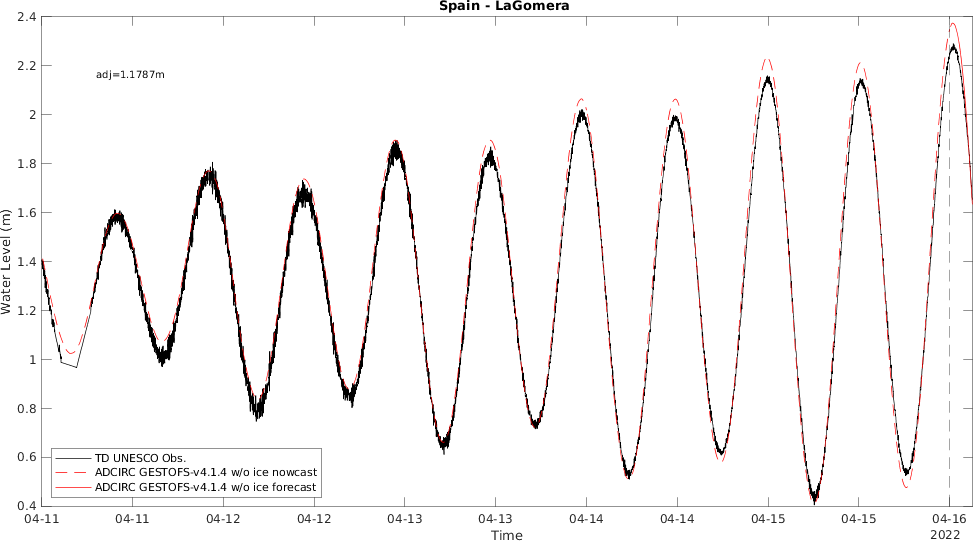 Spain - LaGomera
2.4
2.2
2
1.8
1.6
1.4
1.2
1
0.8
0.6
0.4
Water Level (m)
adj=1.1787m
TD UNESCO Obs.
ADCIRC GESTOFS-v4.1.4 w/o ice nowcast
ADCIRC GESTOFS-v4.1.4 w/o ice forecast
04-11 04-11 04-12 04-12 04-13 04-13 04-14 04-14 04-15 04-15 04-16
Time
2022